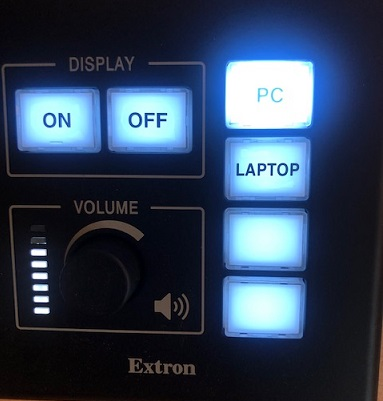 DISPLAY
ON OFF
PC
LAPTOP
VOLUME
Extron